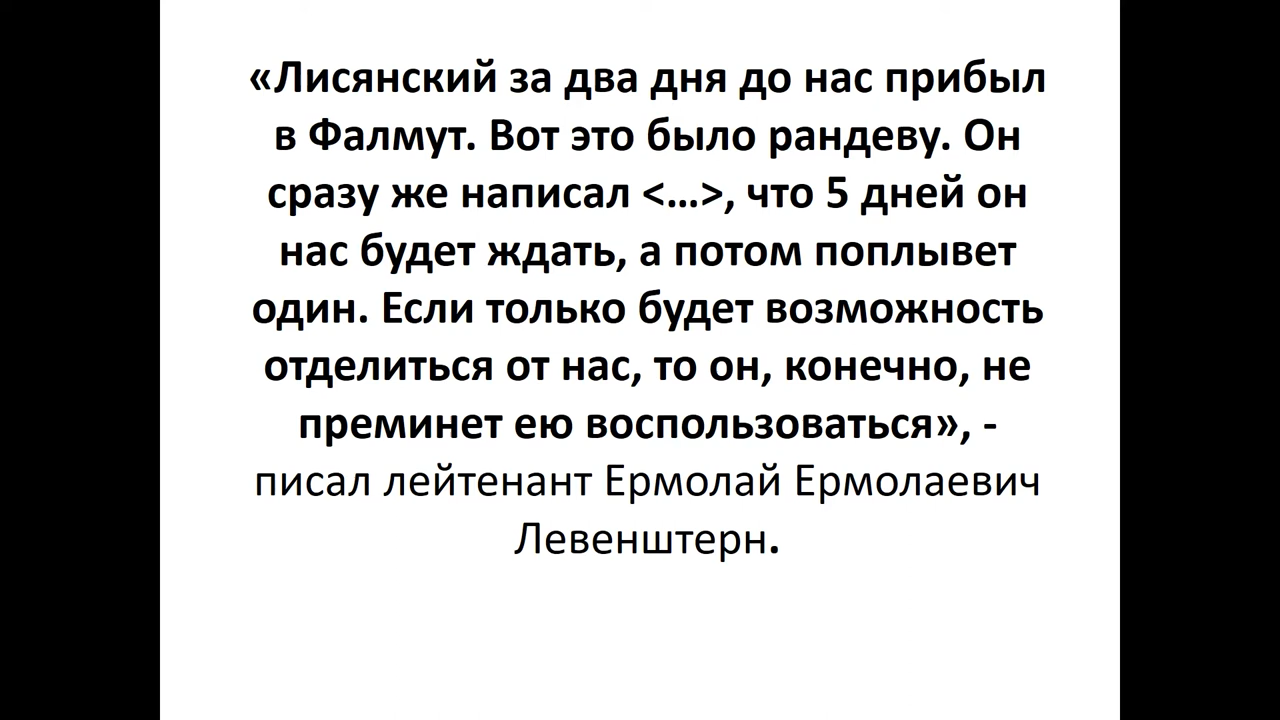 «Лисянский за два дня до нас прибыл
в Фалмут. Вот это было рандеву. Он
сразу же написал <...>, что 5 дней он
нас будет ждать, а потом поплывет
один. Если только будет возможность
отделиться от нас, то он, конечно, не
преминет ею воспользоваться», -
писал лейтенант Ермолай Ермолаевич
Левенштерн.